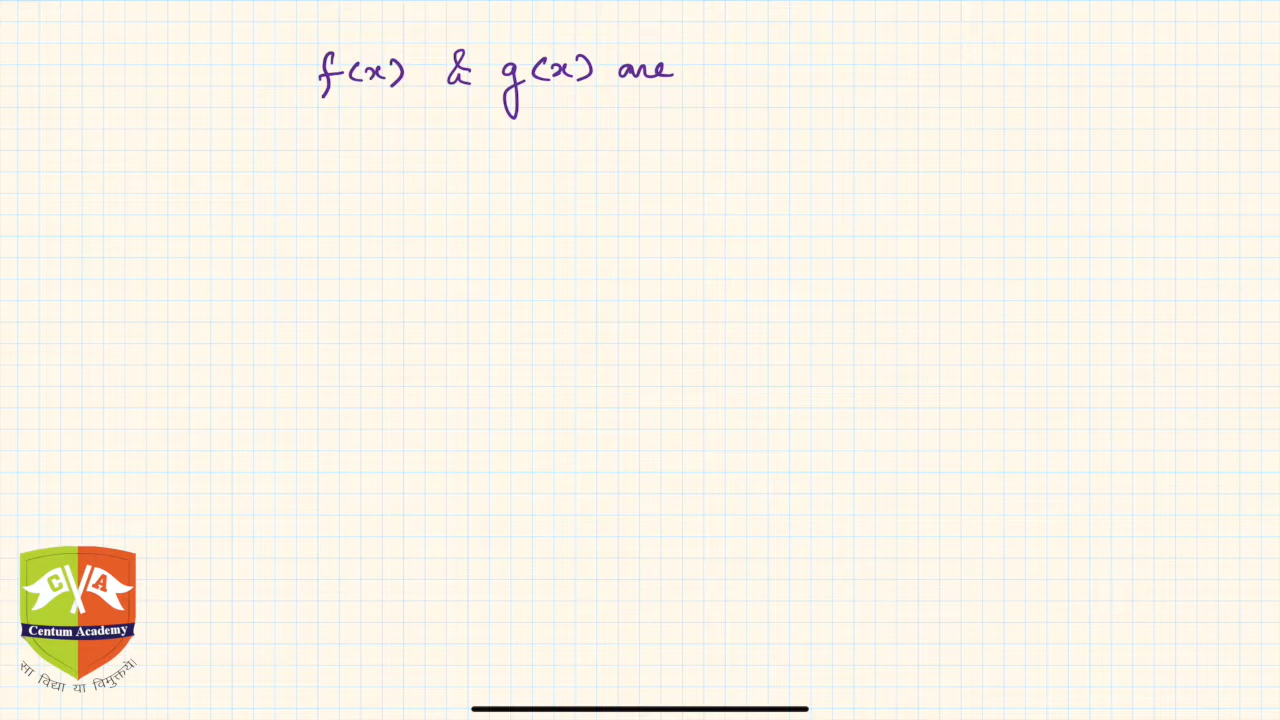 f(x) & g(x) are
C A
Centum Academy
सा विद्या या विमुक्तये।